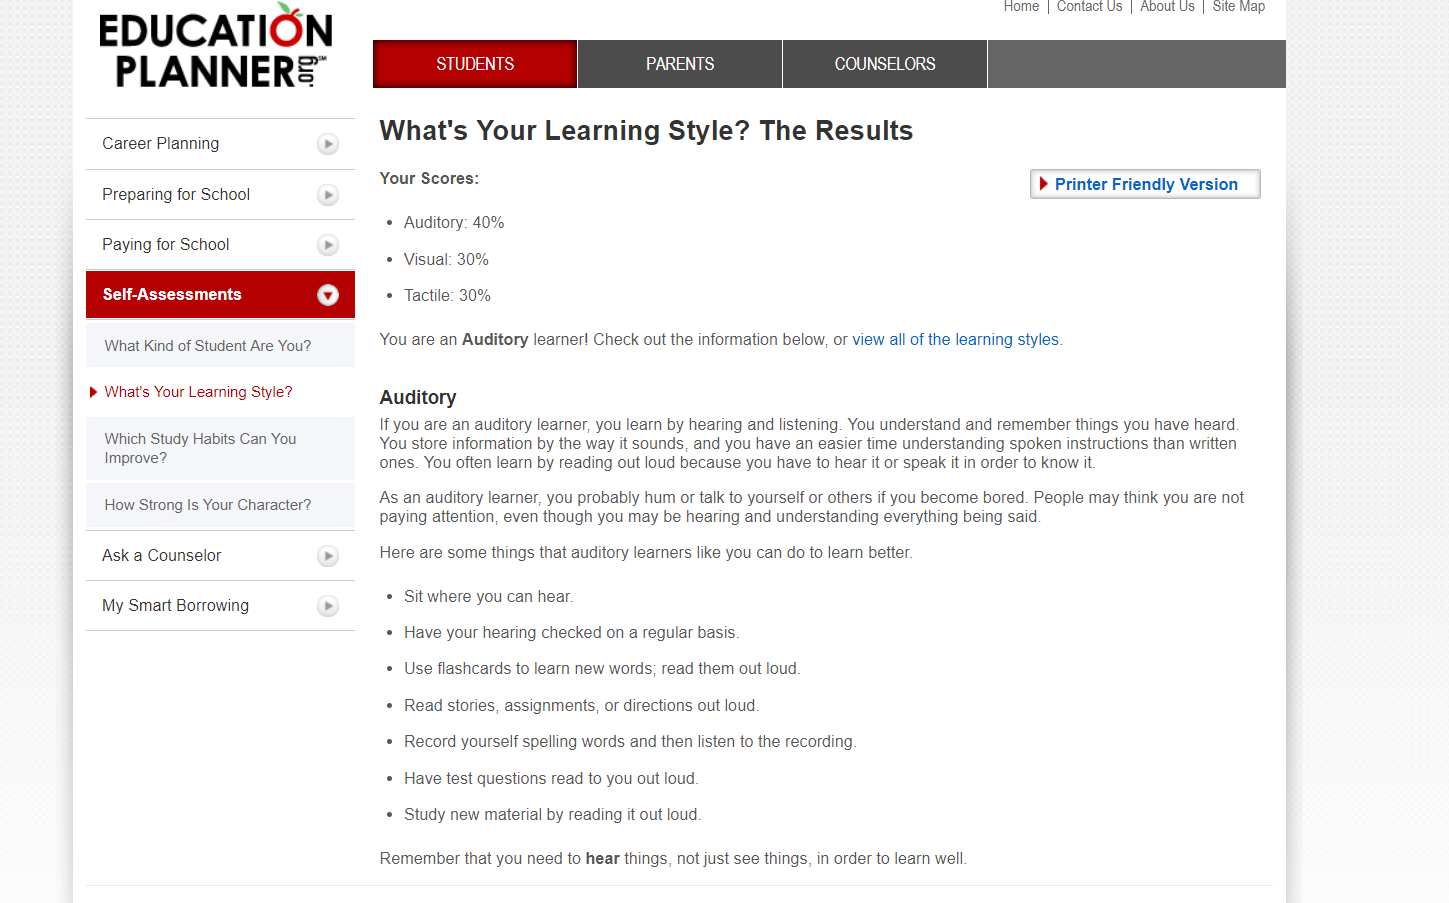 Home | Contact Us | About Us | Site Map
EDUCATION
PLANNER.org℠
STUDENTS
PARENTS
COUNSELORS
Career Planning
Preparing for School
Paying for School
Self-Assessments
What Kind of Student Are You?
What's Your Learning Style?
Which Study Habits Can You
Improve?
How Strong Is Your Character?
Ask a Counselor
My Smart Borrowing
What's Your Learning Style? The Results
Your Scores:
Printer Friendly Version
• Auditory: 40%
• Visual: 30%
• Tactile: 30%
You are an Auditory learner! Check out the information below, or view all of the learning styles.
Auditory
If you are an auditory learner, you learn by hearing and listening. You understand and remember things you have heard.
You store information by the way it sounds, and you have an easier time understanding spoken instructions than written
ones. You often learn by reading out loud because you have to hear it or speak it in order to know it.
As an auditory learner, you probably hum or talk to yourself or others if you become bored. People may think you are not
paying attention, even though you may be hearing and understanding everything being said.
Here are some things that auditory learners like you can do to learn better.
• Sit where you can hear.
• Have your hearing checked on a regular basis.
• Use flashcards to learn new words; read them out loud.
• Read stories, assignments, or directions out loud.
• Record yourself spelling words and then listen to the recording.
• Have test questions read to you out loud.
• Study new material by reading it out loud.
Remember that you need to hear things, not just see things, in order to learn well.